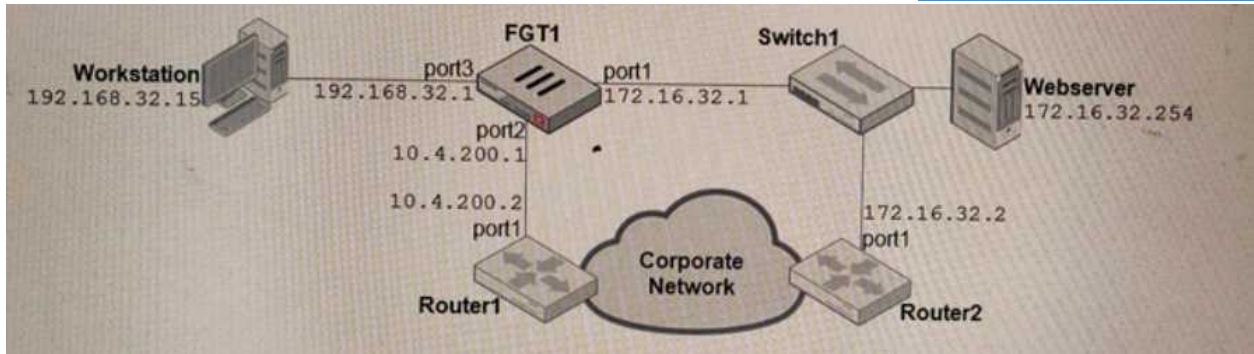 FGT1
Switch1
Workstation
192.168.32.15
port3
192.168.32.1
port1
172.16.32.1
Webserver
172.16.32.254
port2
10.4.200.1
10.4.200.2
port1
172.16.32.2
port1
Corporate
Network
Router1
Router2